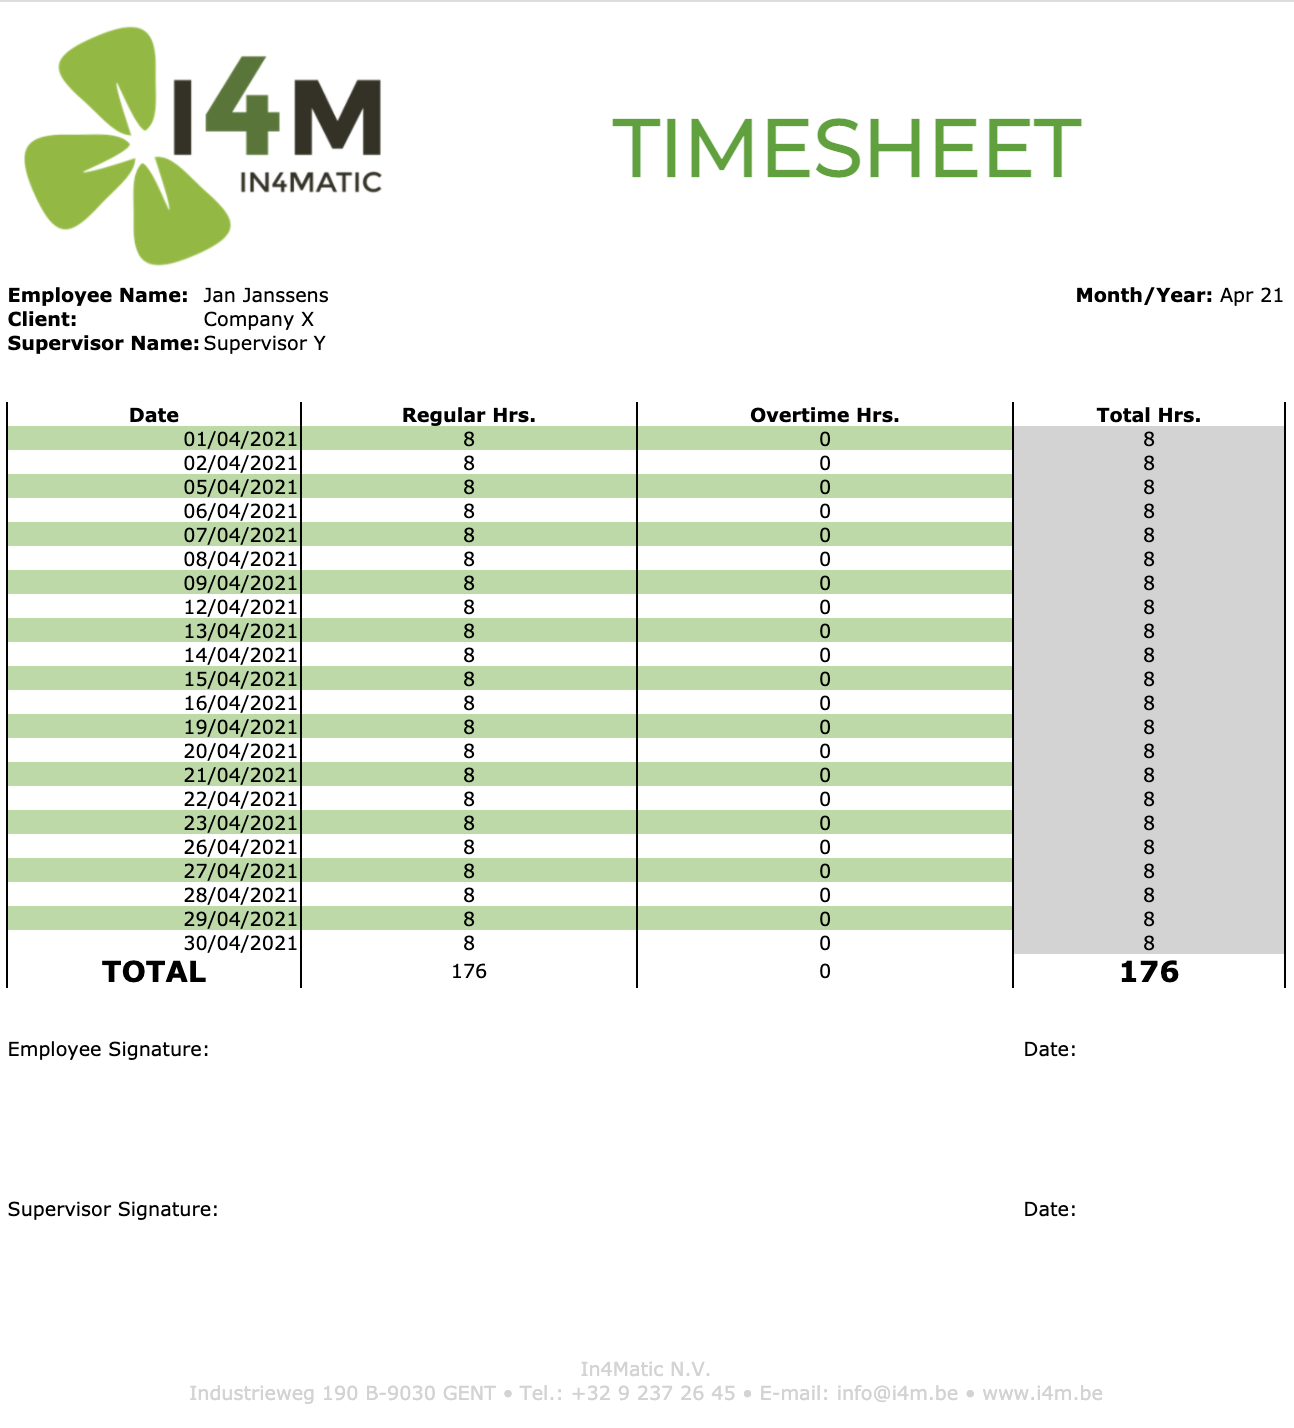 I4M
IN4MATIC
TIMESHEET
Employee Name: Jan Janssens Month/Year: Apr 21
Client: Company X
Supervisor Name: Supervisor Y
Date Regular Hrs. Overtime Hrs. Total Hrs.
01/04/2021 8 0 8
02/04/2021 8 0 8
05/04/2021 8 0 8
06/04/2021 8 0 8
07/04/2021 8 0 8
08/04/2021 8 0 8
09/04/2021 8 0 8
12/04/2021 8 0 8
13/04/2021 8 0 8
14/04/2021 8 0 8
15/04/2021 8 0 8
16/04/2021 8 0 8
19/04/2021 8 0 8
20/04/2021 8 0 8
21/04/2021 8 0 8
22/04/2021 8 0 8
23/04/2021 8 0 8
26/04/2021 8 0 8
27/04/2021 8 0 8
28/04/2021 8 0 8
29/04/2021 8 0 8
30/04/2021 8 0 8
TOTAL 176 0 176
Employee Signature: Date:
Supervisor Signature: Date:
In4Matic N.V.
Industrieweg 190 B-9030 GENT • Tel.: +32 9 237 26 45 • E-mail: info@i4m.be • www.i4m.be